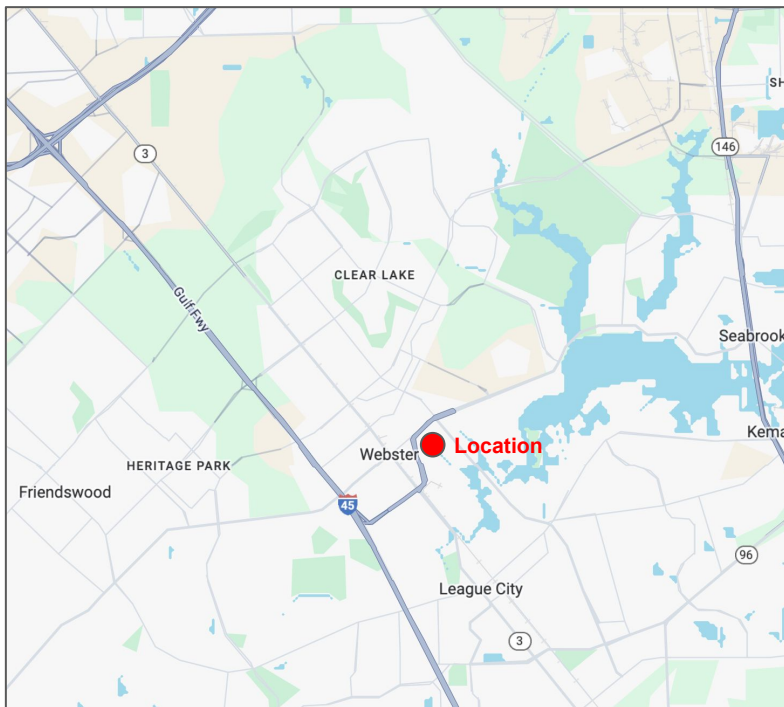 SH
3
146
CLEAR LAKE
Gulf Fwy
Seabrook
Kema
Webster
Location
HERITAGE PARK
Friendswood
45
96
League City
3